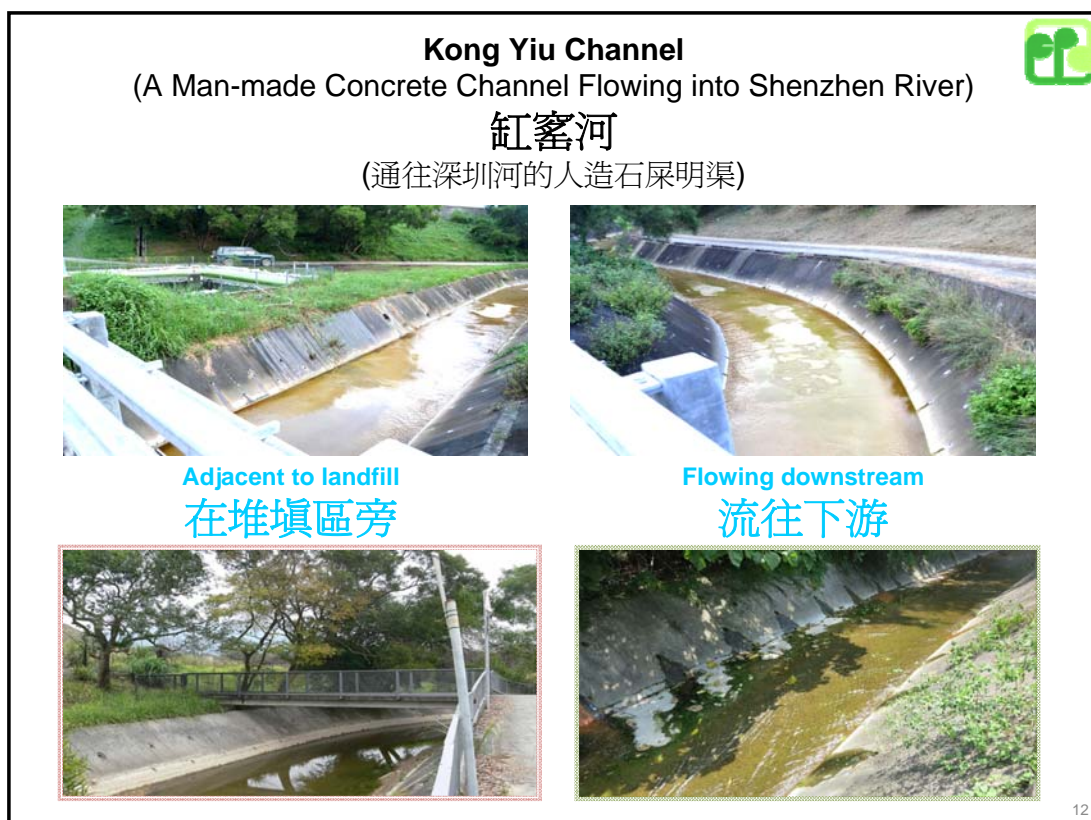 Kong Yiu Channel
(A Man-made Concrete Channel Flowing into Shenzhen River)
缸窰河
(通往深圳河的人造石屎明渠)
Adjacent to landfill
在堆填區旁
Flowing downstream
流往下游
12